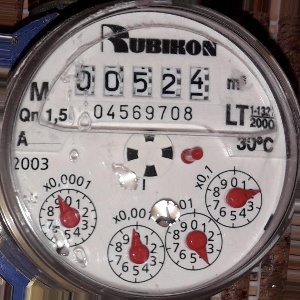 RUBIKON
00524 m³
M
Qn 1,5
04569708
LT 1-132
2000
A
30°C
2003
x0,0001
x0,1
x0,00
x0,01